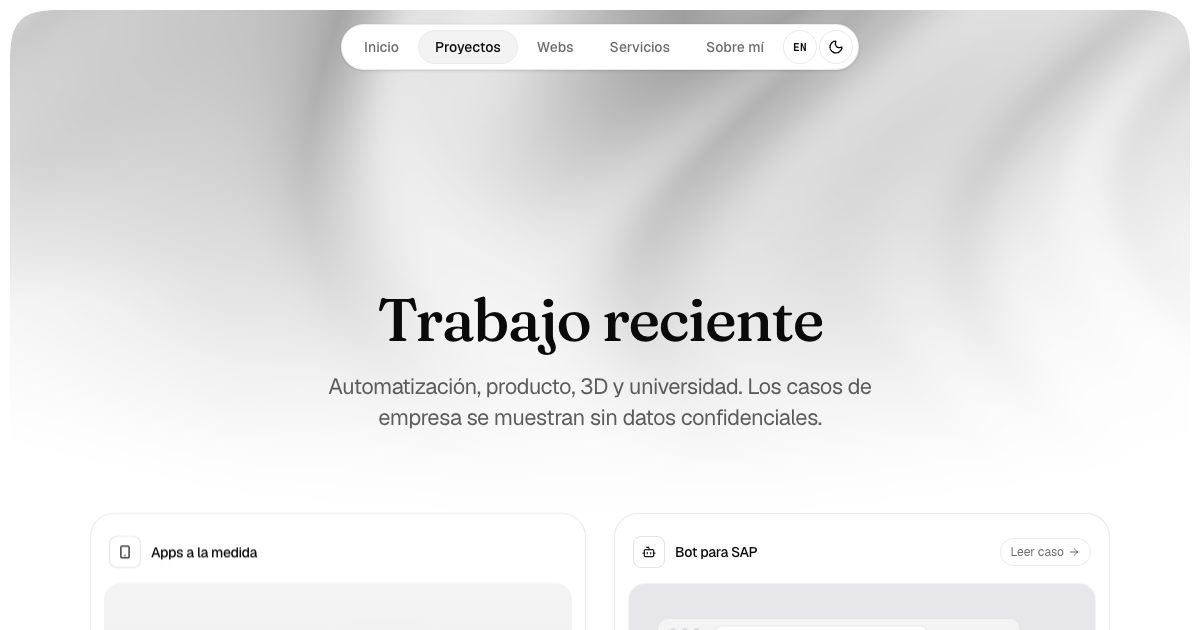 Inicio
Proyectos
Webs
Servicios
Sobre mí
EN
Trabajo reciente
Automatización, producto, 3D y universidad. Los casos de
empresa se muestran sin datos confidenciales.
Apps a la medida
Bot para SAP
Leer caso →